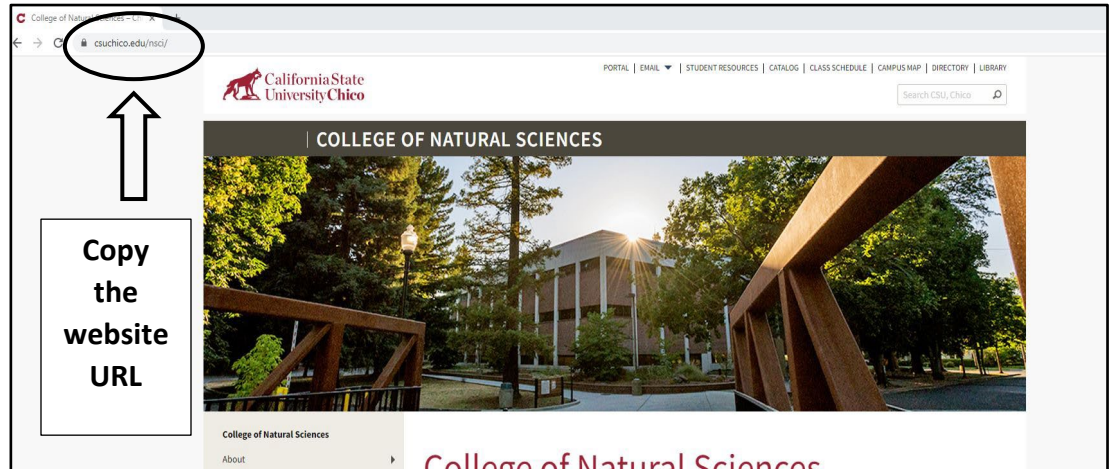 College of Natural Sciences – Ch
csuchico.edu/nsci/
PORTAL | EMAIL | STUDENT RESOURCES | CATALOG | CLASS SCHEDULE | CAMPUS MAP | DIRECTORY | LIBRARY
California State
University Chico
Search CSU, Chico
| COLLEGE OF NATURAL SCIENCES
Copy
the
website
URL
College of Natural Sciences
About
College of Natural Sciences